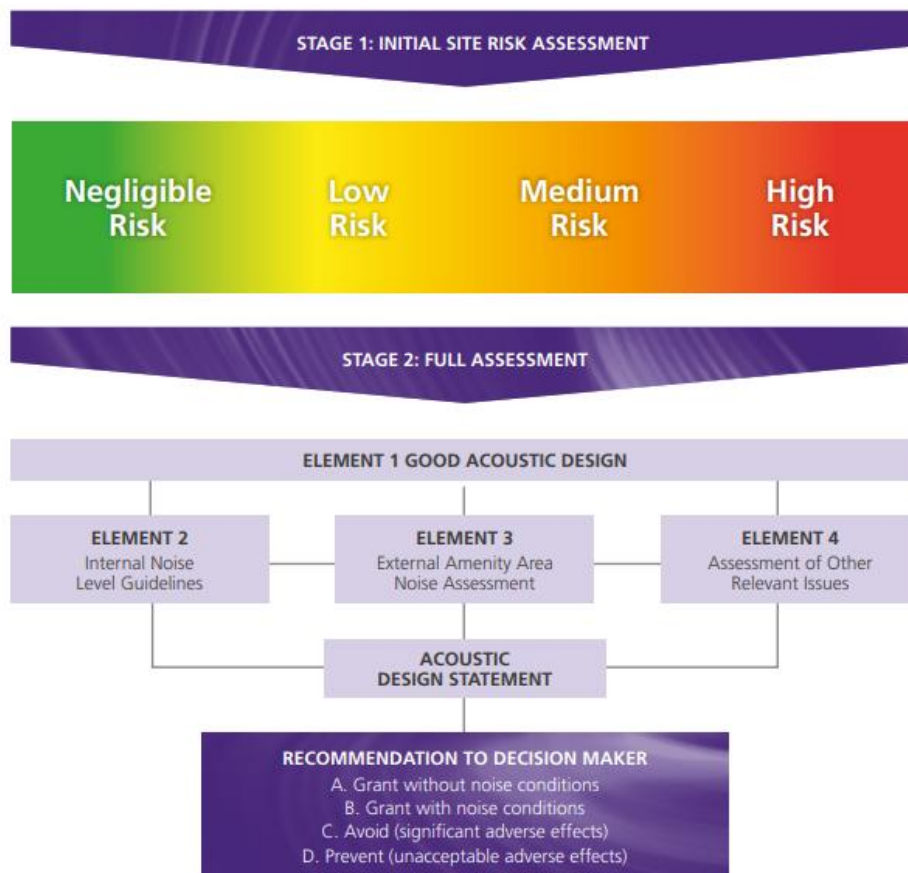 STAGE 1: INITIAL SITE RISK ASSESSMENT
Negligible
Risk
Low
Risk
Medium
Risk
High
Risk
STAGE 2: FULL ASSESSMENT
ELEMENT 1 GOOD ACOUSTIC DESIGN
ELEMENT 2
Internal Noise
Level Guidelines
ELEMENT 3
External Amenity Area
Noise Assessment
ELEMENT 4
Assessment of Other
Relevant Issues
ACOUSTIC
DESIGN STATEMENT
RECOMMENDATION TO DECISION MAKER
A. Grant without noise conditions
B. Grant with noise conditions
C. Avoid (significant adverse effects)
D. Prevent (unacceptable adverse effects)